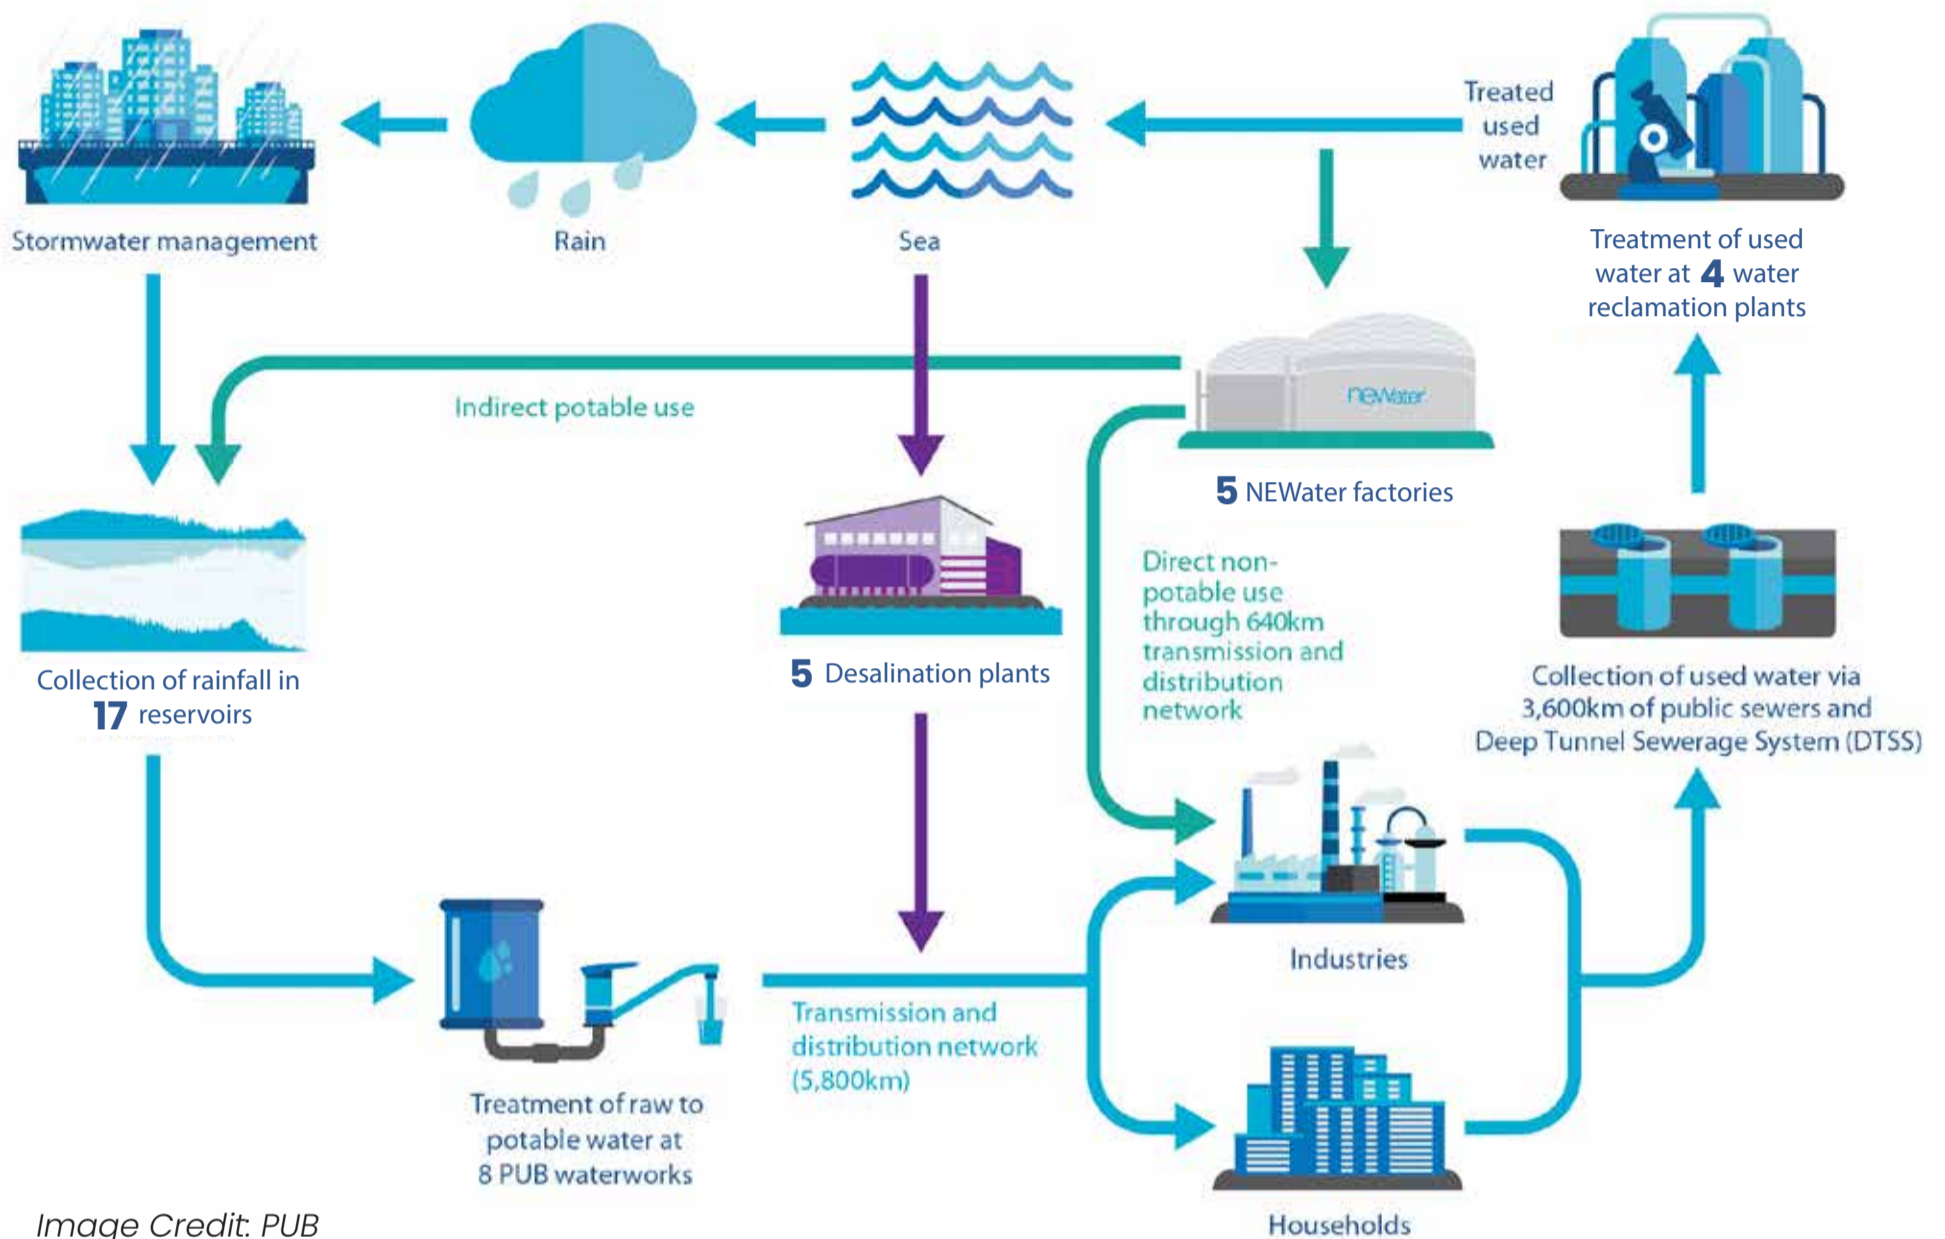 Treated
used
water
Stormwater management
Rain
Sea
Treatment of used
water at 4 water
reclamation plants
Indirect potable use
newater
5 NEWater factories
Direct non-
potable use
through 640km
transmission and
distribution
network
Collection of rainfall in
17 reservoirs
5 Desalination plants
Collection of used water via
3,600km of public sewers and
Deep Tunnel Sewerage System (DTSS)
Industries
Transmission and
distribution network
(5,800km)
Treatment of raw to
potable water at
8 PUB waterworks
Households
Image Credit: PUB